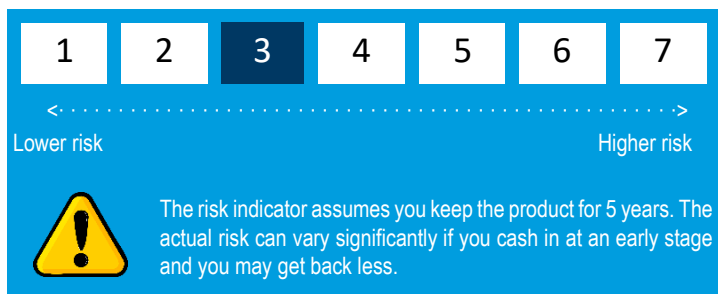 1 2 3 4 5 6 7
Lower risk Higher risk
The risk indicator assumes you keep the product for 5 years. The
actual risk can vary significantly if you cash in at an early stage
and you may get back less.